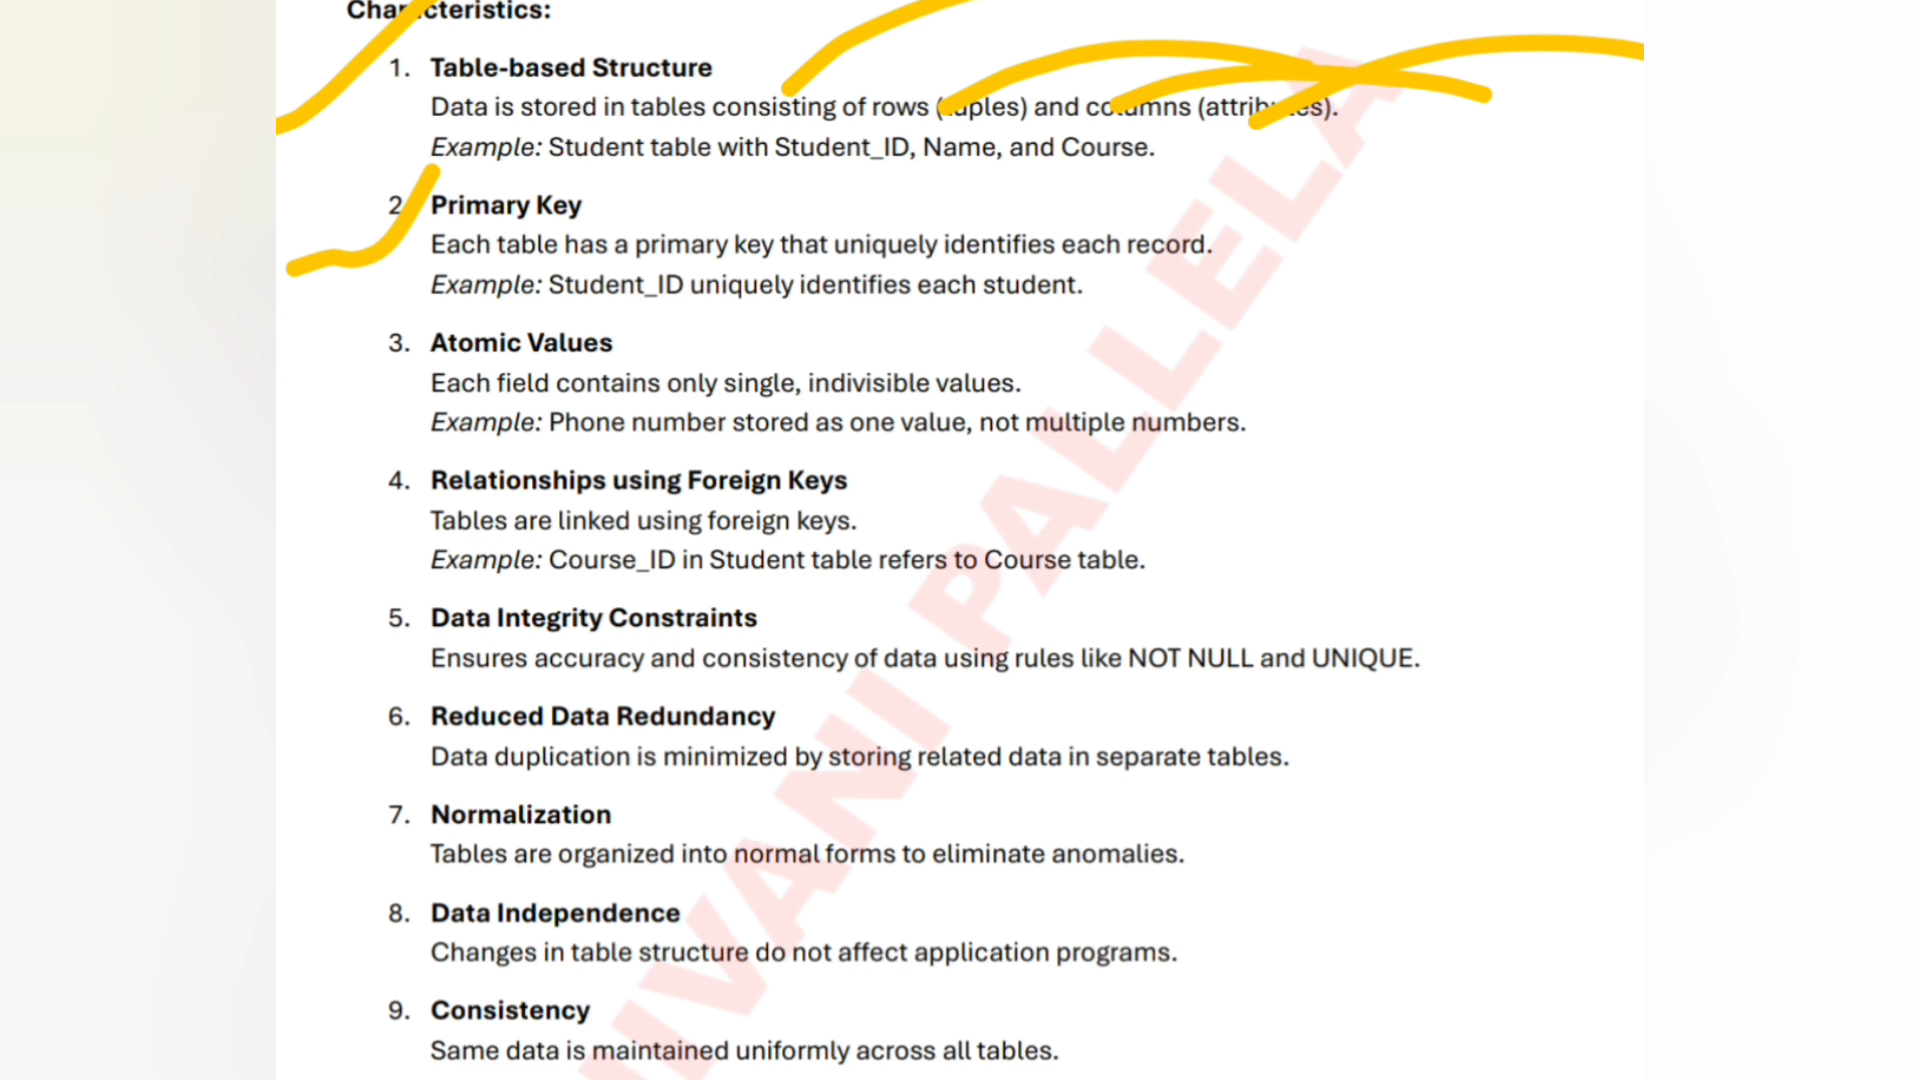 Characteristics:
1. Table-based Structure
Data is stored in tables consisting of rows (tuples) and columns (attributes).
Example: Student table with Student_ID, Name, and Course.
2. Primary Key
Each table has a primary key that uniquely identifies each record.
Example: Student_ID uniquely identifies each student.
3. Atomic Values
Each field contains only single, indivisible values.
Example: Phone number stored as one value, not multiple numbers.
4. Relationships using Foreign Keys
Tables are linked using foreign keys.
Example: Course_ID in Student table refers to Course table.
5. Data Integrity Constraints
Ensures accuracy and consistency of data using rules like NOT NULL and UNIQUE.
6. Reduced Data Redundancy
Data duplication is minimized by storing related data in separate tables.
7. Normalization
Tables are organized into normal forms to eliminate anomalies.
8. Data Independence
Changes in table structure do not affect application programs.
9. Consistency
Same data is maintained uniformly across all tables.
PALLELA